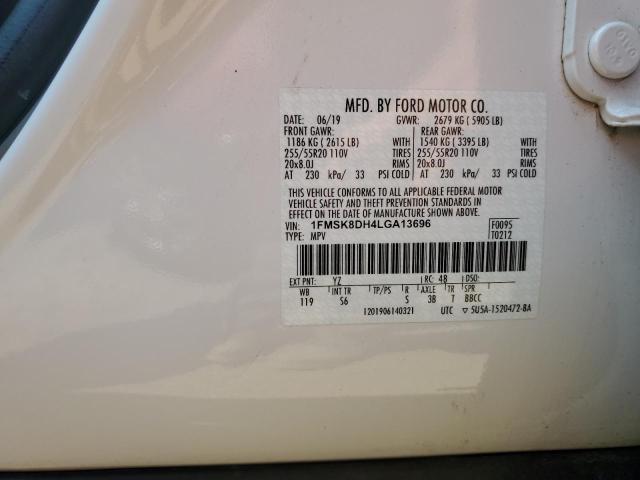 MFD. BY FORD MOTOR CO.
DATE: 06/19 GVWR: 2679 KG ( 5905 LB)
FRONT GAWR: REAR GAWR:
1186 KG ( 2615 LB) WITH 1540 KG ( 3395 LB) WITH
255/55R20 110V TIRES 255/55R20 110V TIRES
20x8.0J RIMS 20x8.0J RIMS
AT 230 kPa/ 33 PSI COLD AT 230 kPa/ 33 PSI COLD
THIS VEHICLE CONFORMS TO ALL APPLICABLE FEDERAL MOTOR
VEHICLE SAFETY AND THEFT PREVENTION STANDARDS IN EFFECT
ON THE DATE OF MANUFACTURE SHOWN ABOVE.
VIN: 1FMSK8DH4LGA13696 F0095
TYPE: MPV T0212
EXT PNT: YZ RC: 48 DSO:
WB INT TR TP/PS R AXLE TR SPR
119 S6 S 3B T BBCC
1201906140321 UTC ▽ 5U5A-1520472-BA